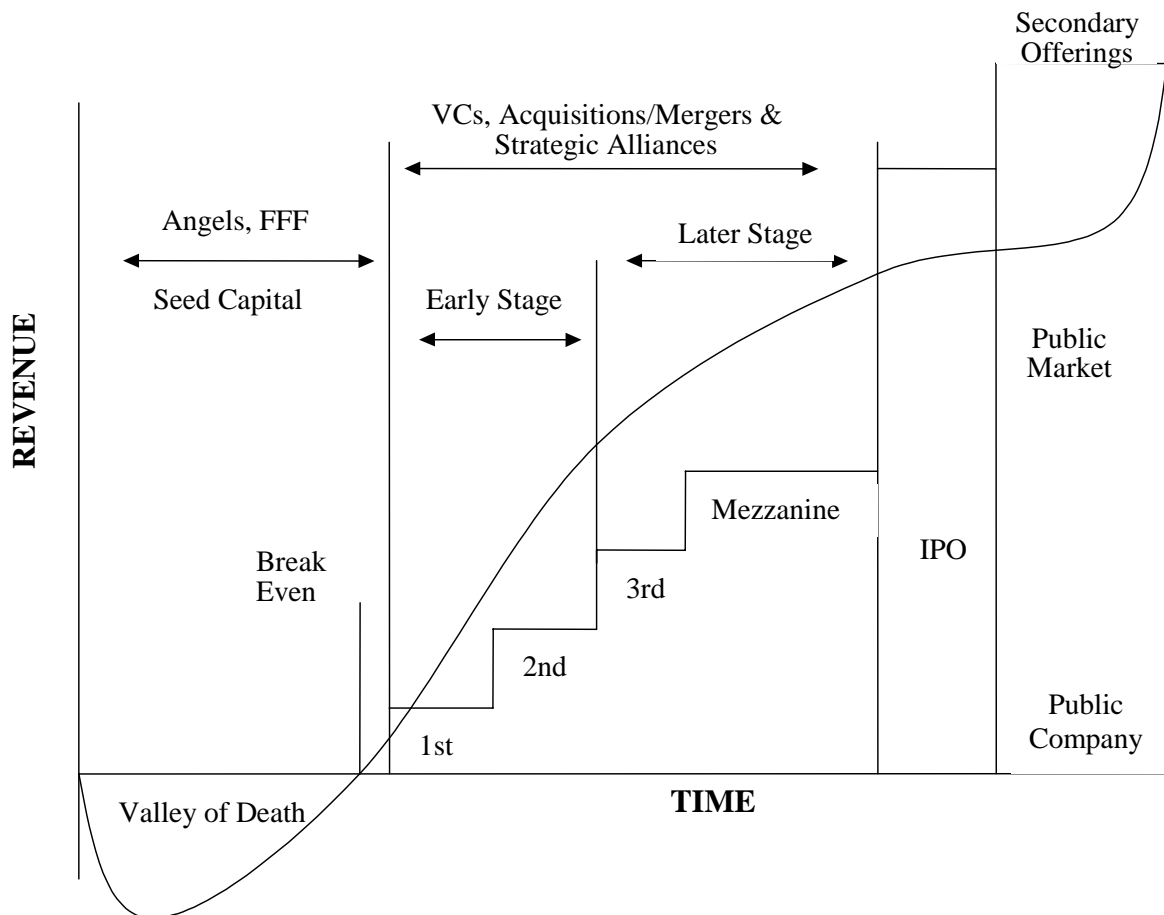 Secondary
Offerings
VCs, Acquisitions/Mergers &
Strategic Alliances
Angels, FFF
Later Stage
Seed Capital
Early Stage
Public
Market
REVENUE
Mezzanine
Break
Even
IPO
3rd
2nd
Public
Company
1st
TIME
Valley of Death